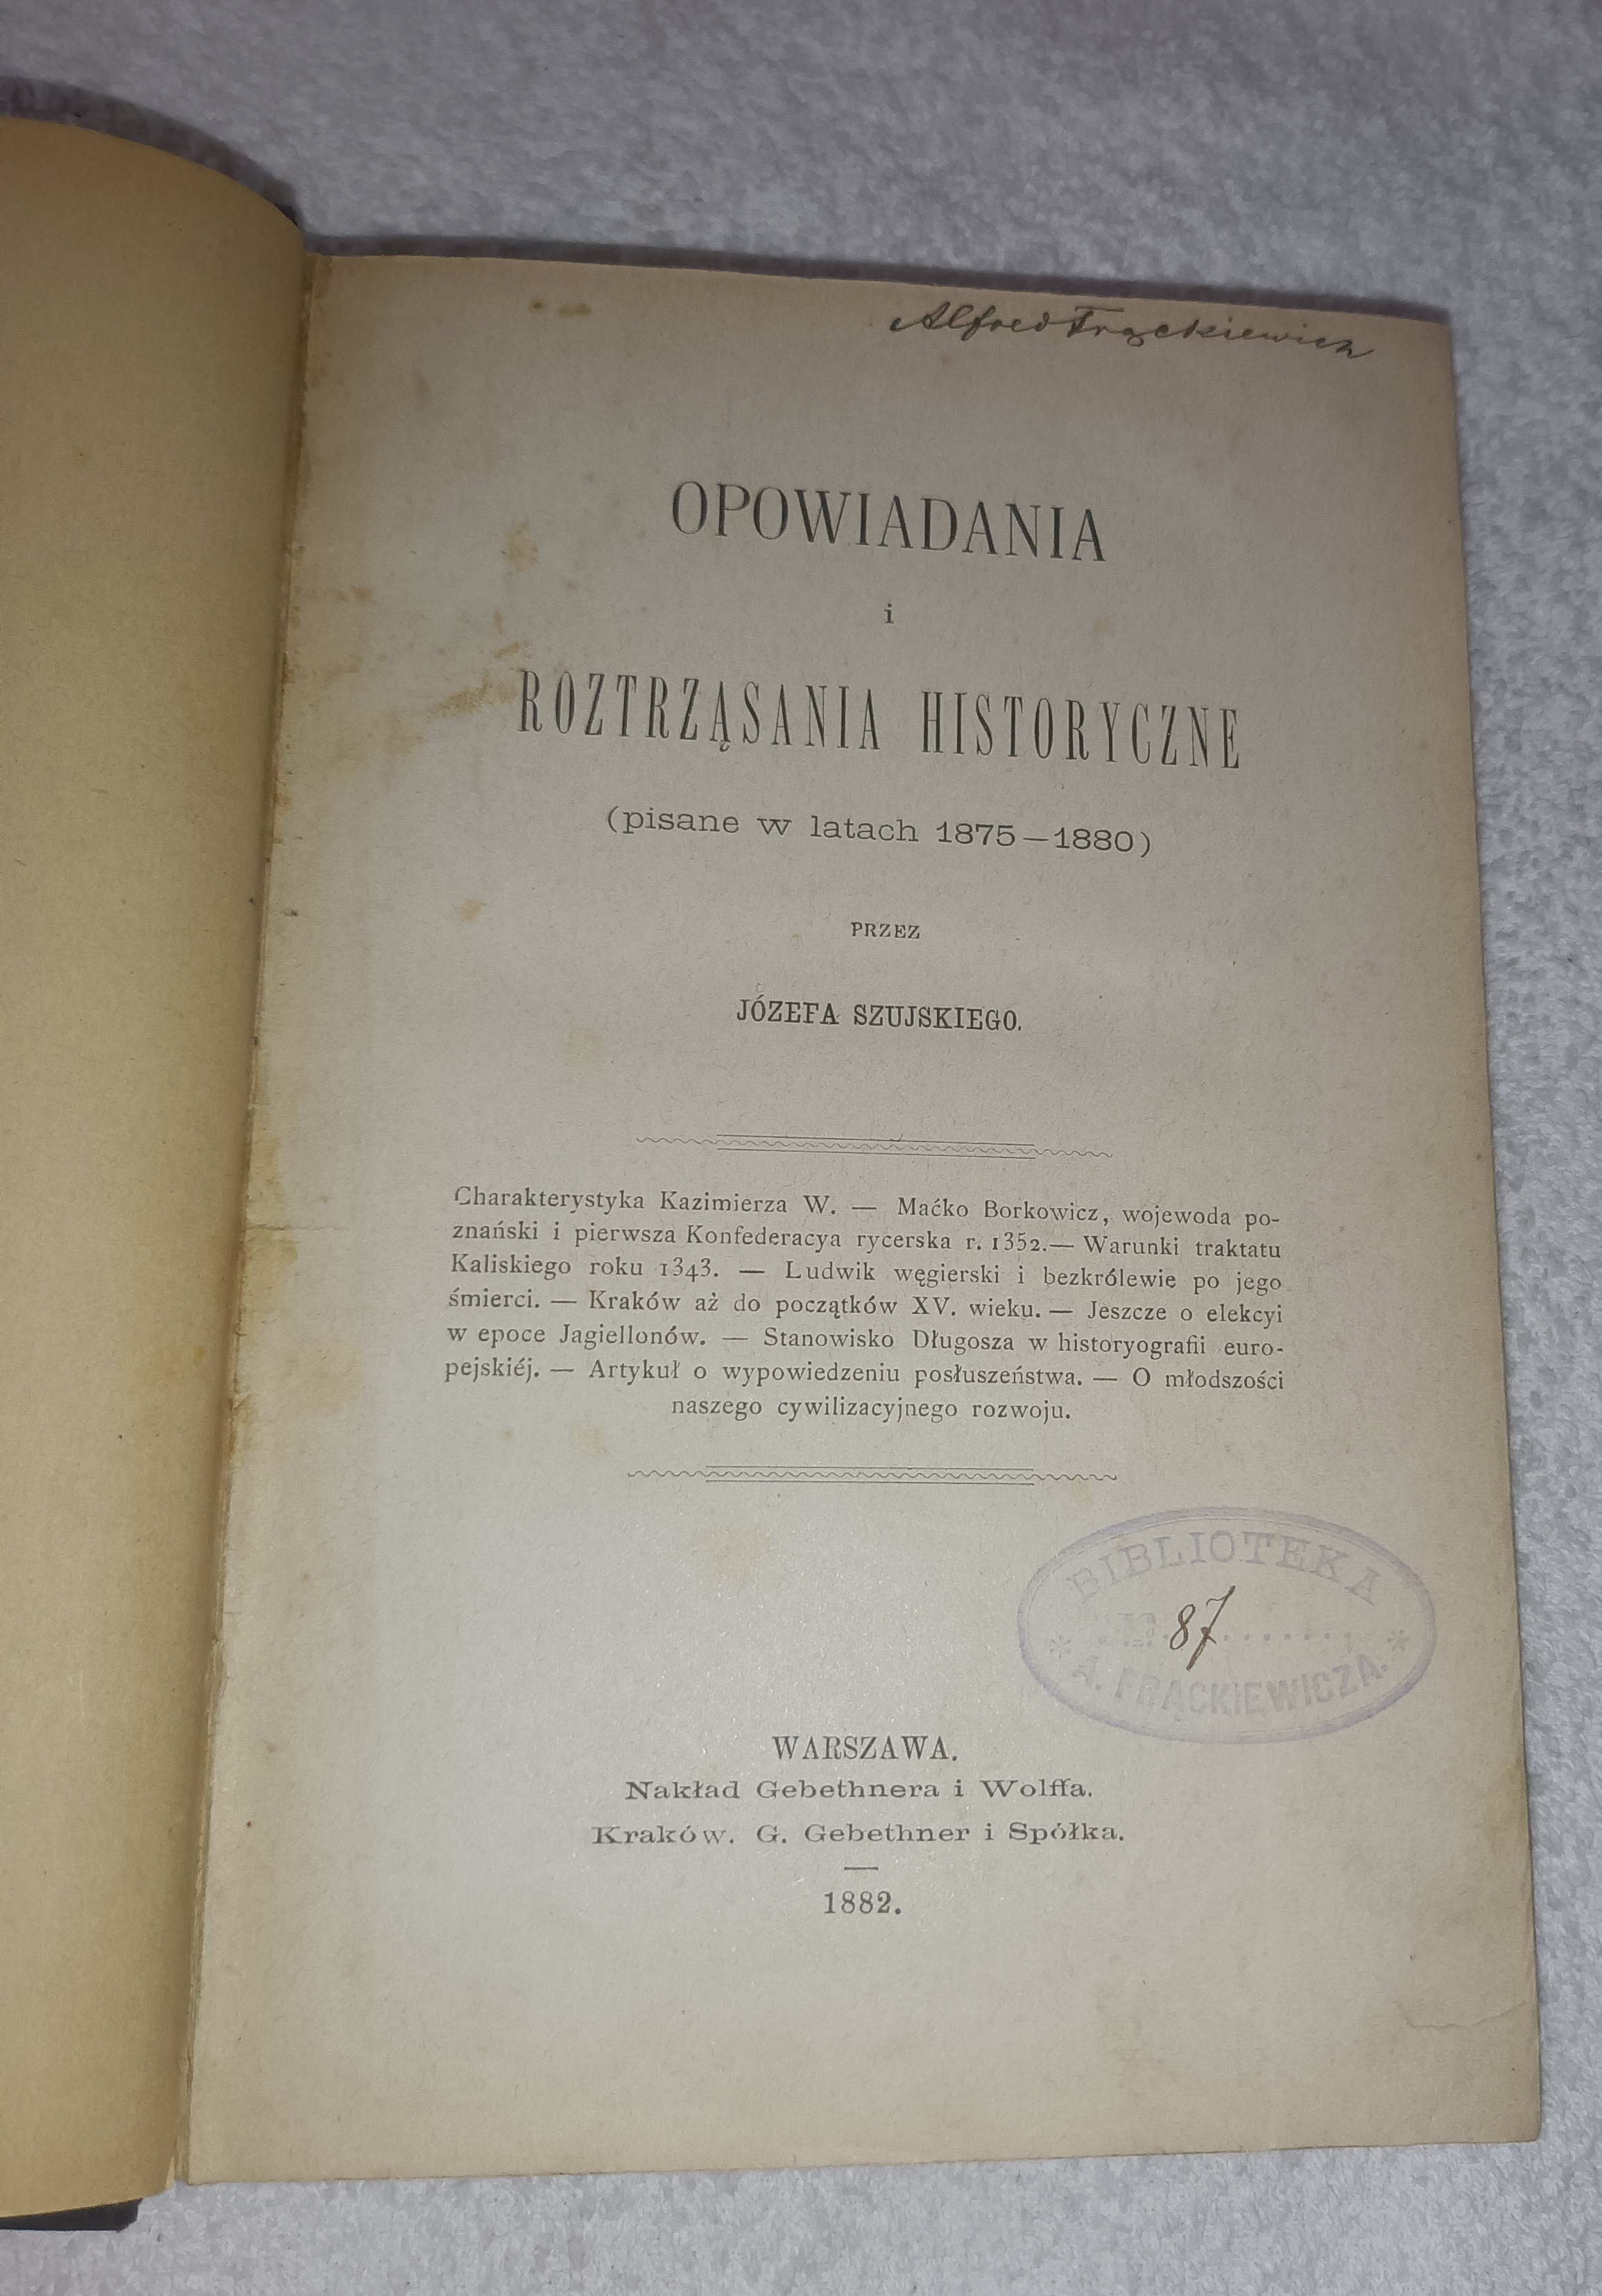 Alfred Frąckiewicz
OPOWIADANIA
i
ROZTRZĄSANIA HISTORYCZNE
(pisane w latach 1875—1880)
PRZEZ
JÓZEFA SZUJSKIEGO.
Charakterystyka Kazimierza W. — Maćko Borkowicz, wojewoda po-
znański i pierwsza Konfederacya rycerska r. 1352.— Warunki traktatu
Kaliskiego roku 1343. — Ludwik węgierski i bezkrólewie po jego
śmierci. — Kraków aż do początków XV. wieku. — Jeszcze o elekcyi
w epoce Jagiellonów. — Stanowisko Długosza w historyografii euro-
pejskiéj. — Artykuł o wypowiedzeniu posłuszeństwa. — O młodszości
naszego cywilizacyjnego rozwoju.
BIBLIOTEKA
87
* A. FRĄCKIEWICZA. *
WARSZAWA.
Nakład Gebethnera i Wolffa.
Kraków. G. Gebethner i Spółka.
1882.